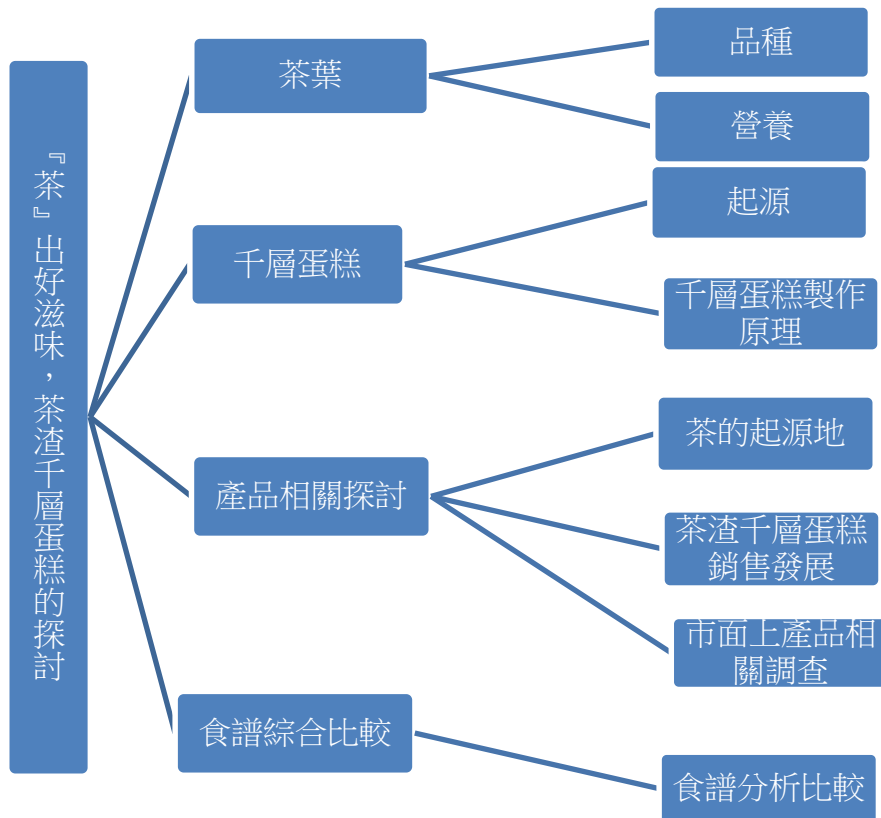 『茶』出好滋味，茶渣千層蛋糕的探討
茶葉
品種
營養
千層蛋糕
起源
千層蛋糕製作
原理
產品相關探討
茶的起源地
茶渣千層蛋糕
銷售發展
市面上產品相
關調查
食譜綜合比較
食譜分析比較